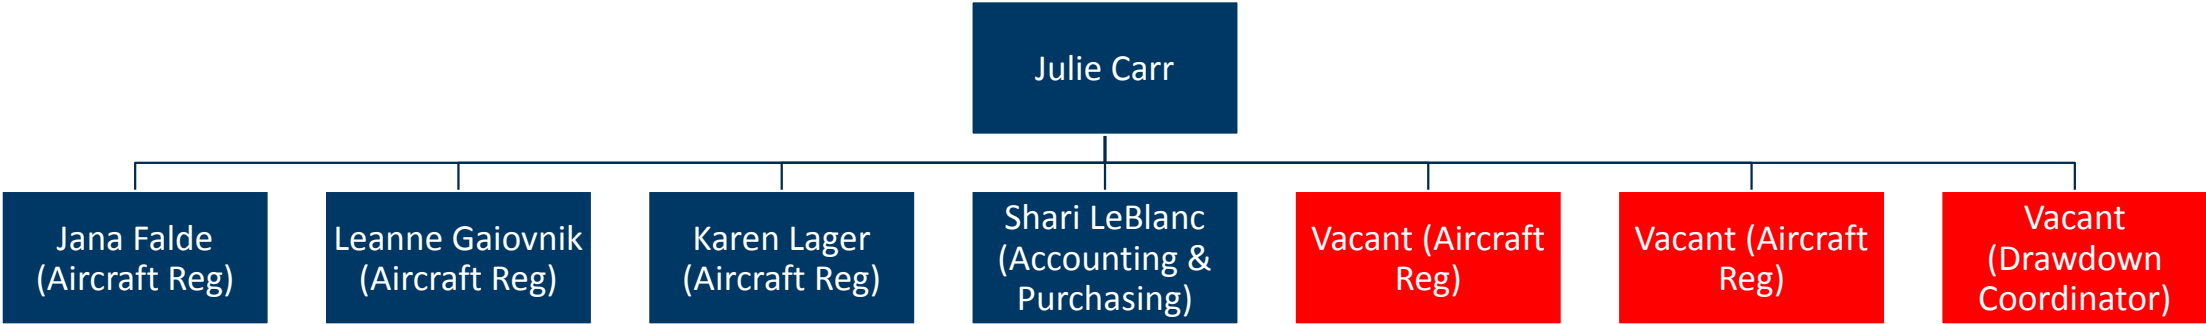 Julie Carr
Jana Falde
(Aircraft Reg)
Leanne Gaiovnik
(Aircraft Reg)
Karen Lager
(Aircraft Reg)
Shari LeBlanc
(Accounting &
Purchasing)
Vacant (Aircraft
Reg)
Vacant (Aircraft
Reg)
Vacant
(Drawdown
Coordinator)